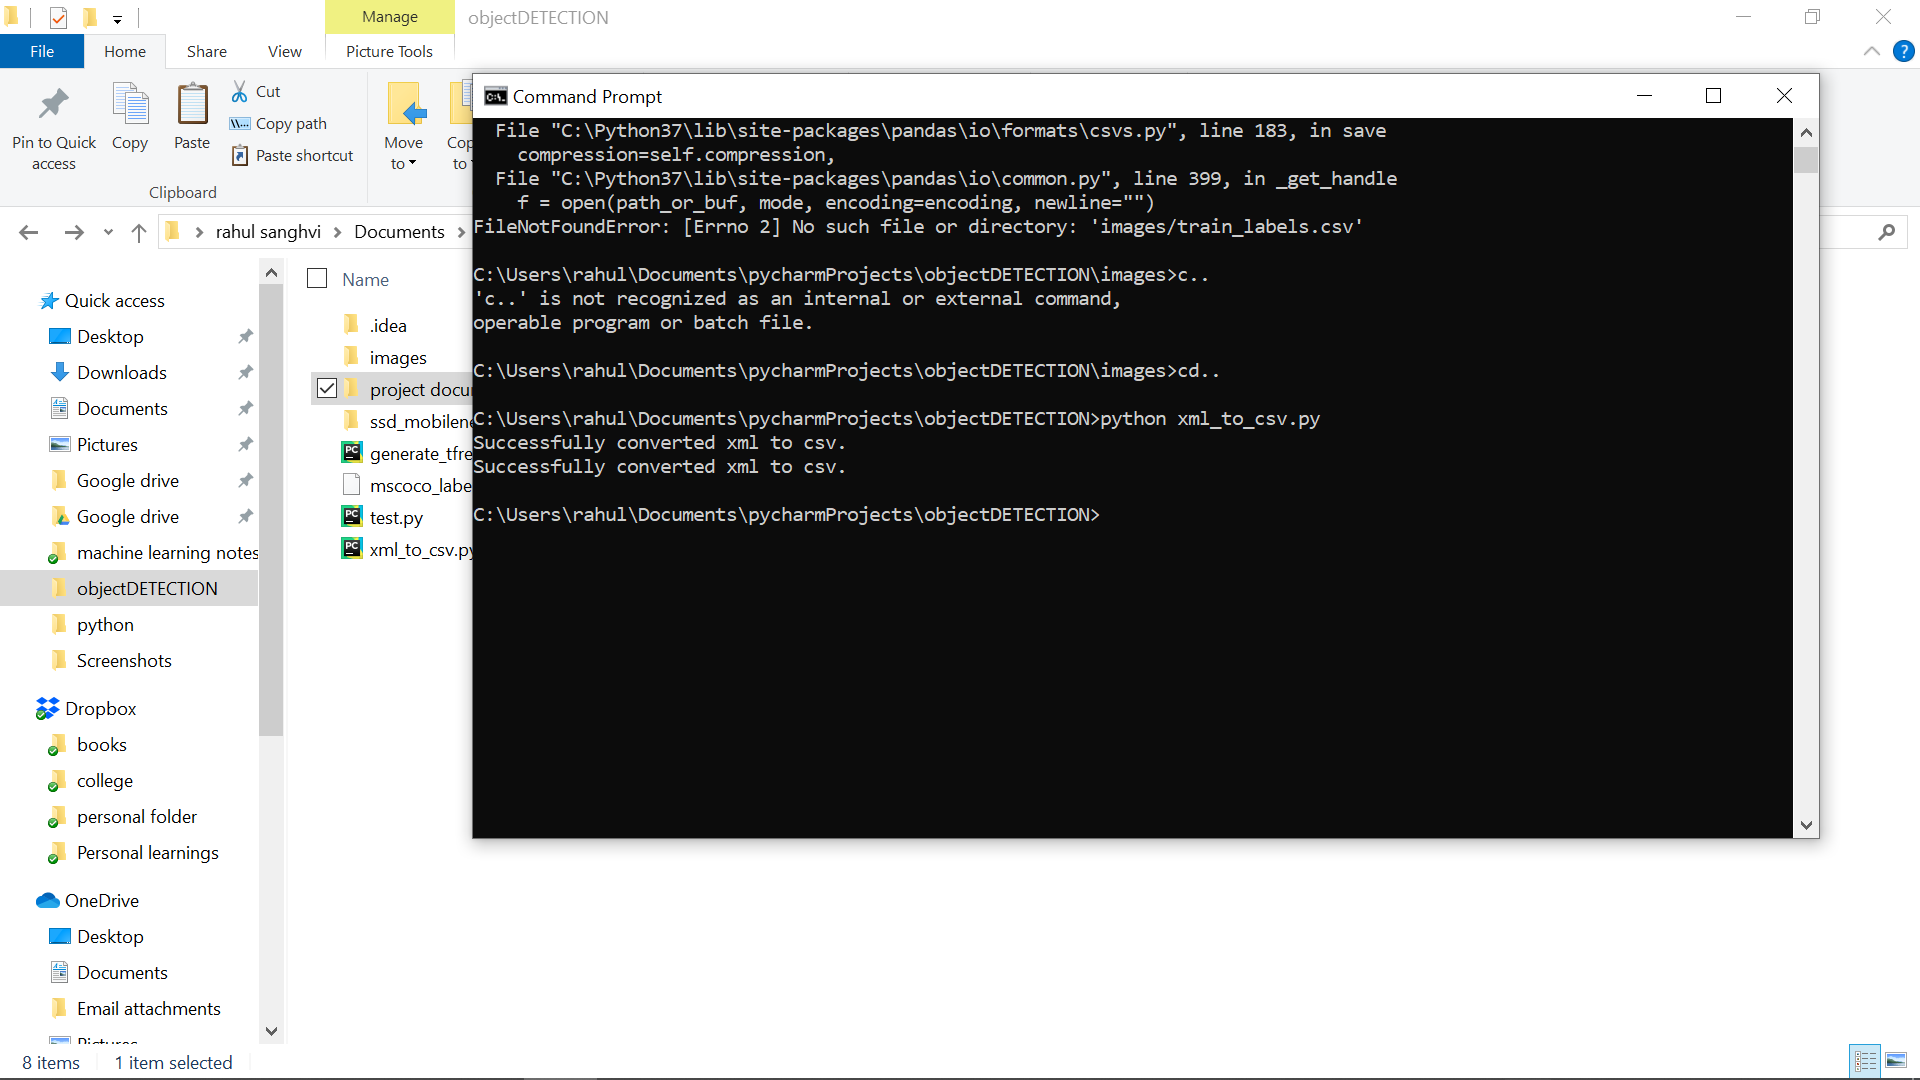 Manage
objectDETECTION
File
Home
Share
View
Picture Tools
?
Pin to Quick
access
Copy
Paste
Cut
Copy path
Paste shortcut
Move
to
to
Clipboard
rahul sanghvi
Documents
Name
Quick access
Desktop
Downloads
Documents
Pictures
Google drive
Google drive
machine learning notes
objectDETECTION
python
Screenshots
Dropbox
books
college
personal folder
Personal learnings
OneDrive
Desktop
Documents
Email attachments
.idea
images
project docu
ssd_mobilene
generate_tfre
mscoco_labe
test.py
xml_to_csv.py
Command Prompt
File "C:\Python37\lib\site-packages\pandas\io\formats\csvs.py", line 183, in save
compression=self.compression,
File "C:\Python37\lib\site-packages\pandas\io\common.py", line 399, in _get_handle
f = open(path_or_buf, mode, encoding=encoding, newline="")
FileNotFoundError: [Errno 2] No such file or directory: 'images/train_labels.csv'
C:\Users\rahul\Documents\pycharmProjects\objectDETECTION\images>c..
'c..' is not recognized as an internal or external command,
operable program or batch file.
C:\Users\rahul\Documents\pycharmProjects\objectDETECTION\images>cd..
C:\Users\rahul\Documents\pycharmProjects\objectDETECTION>python xml_to_csv.py
Successfully converted xml to csv.
Successfully converted xml to csv.
C:\Users\rahul\Documents\pycharmProjects\objectDETECTION>
8 items
1 item selected